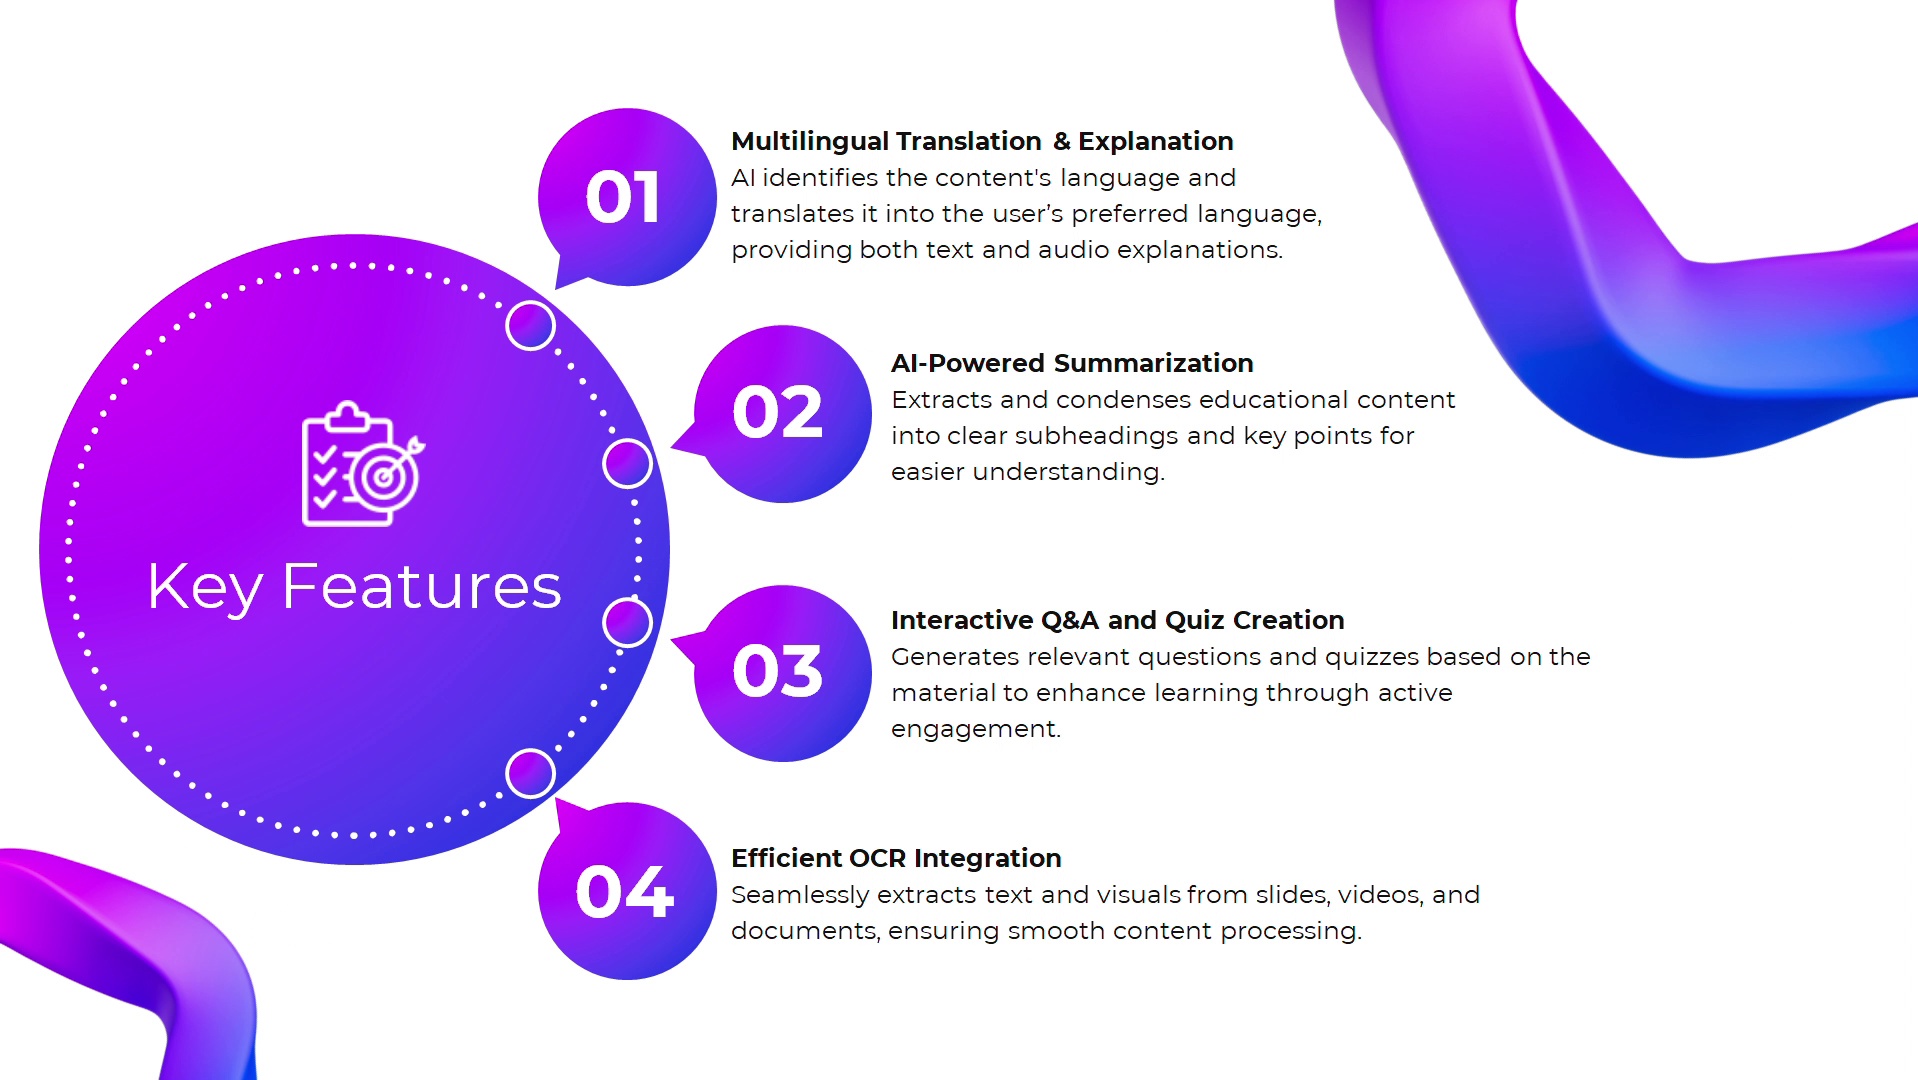 Key Features
01
Multilingual Translation & Explanation
AI identifies the content's language and
translates it into the user’s preferred language,
providing both text and audio explanations.
02
AI-Powered Summarization
Extracts and condenses educational content
into clear subheadings and key points for
easier understanding.
03
Interactive Q&A and Quiz Creation
Generates relevant questions and quizzes based on the
material to enhance learning through active
engagement.
04
Efficient OCR Integration
Seamlessly extracts text and visuals from slides, videos, and
documents, ensuring smooth content processing.